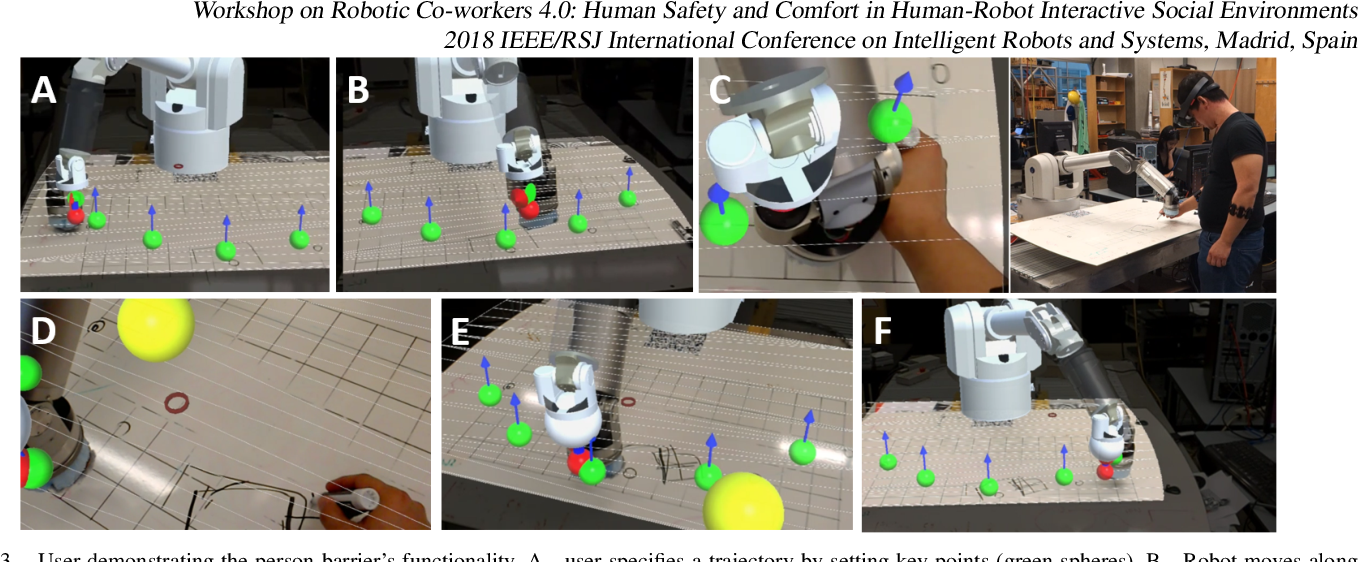 Workshop on Robotic Co-workers 4.0: Human Safety and Comfort in Human-Robot Interactive Social Environments
2018 IEEE/RSJ International Conference on Intelligent Robots and Systems, Madrid, Spain
A
B
C
D
E
F
3. User demonstrating the person barrier's functionality. A - user specifies a trajectory by setting key points (green spheres). B - Robot moves along